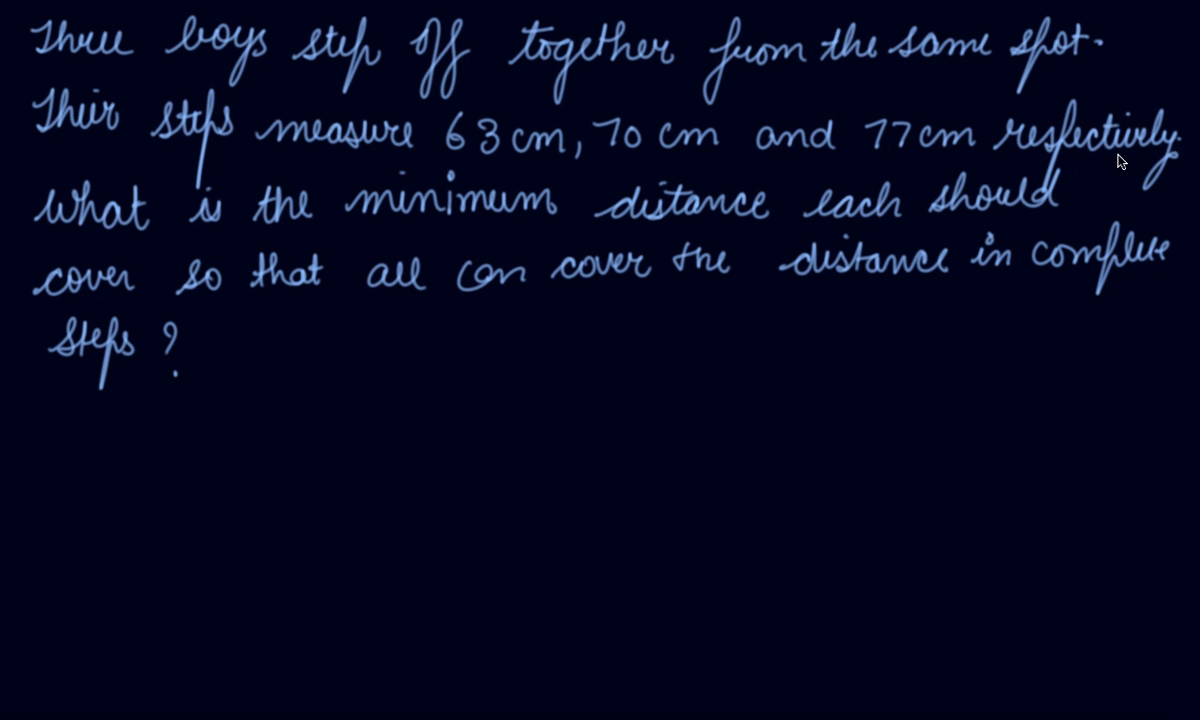 Three boys step off together from the same spot.
Their steps measure 63 cm, 70 cm and 77 cm respectively.
what is the minimum distance each should
cover so that all can cover the distance in complete
steps ?